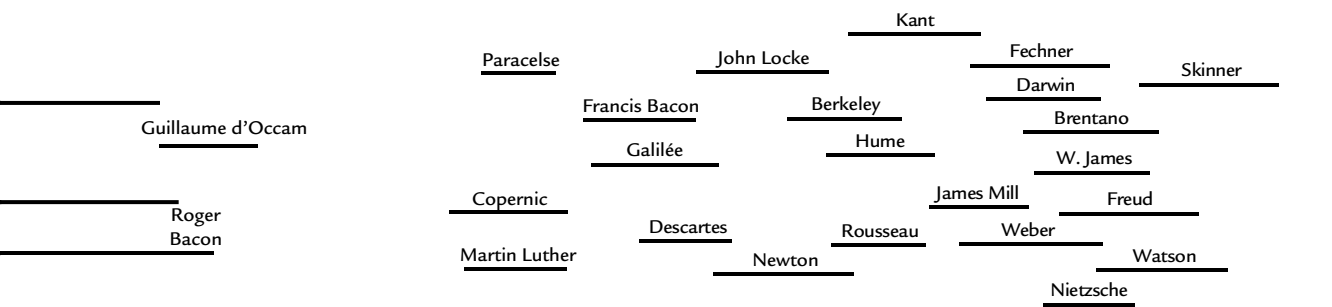 Kant
Fechner
Paracelse
John Locke
Skinner
Darwin
Francis Bacon
Berkeley
Brentano
Guillaume d’Occam
Hume
Galilée
W. James
James Mill
Copernic
Freud
Roger
Bacon
Descartes
Rousseau
Weber
Martin Luther
Newton
Watson
Nietzsche